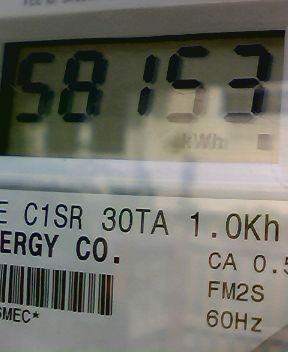 58153
kWh
E C1SR 30TA 1.0Kh
ERGY CO.
CA 0.5
FM2S
SMEC*
60Hz